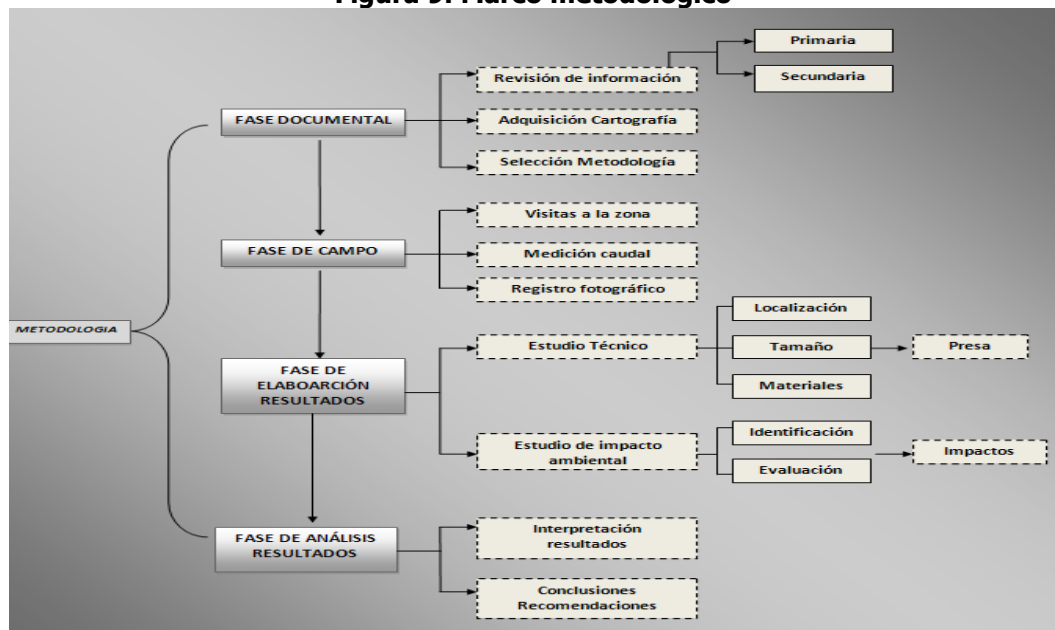 Figura 9. Marco metodológico
METODOLOGIA
FASE DOCUMENTAL
Revisión de información
Primaria
Secundaria
Adquisición Cartografía
Selección Metodología
FASE DE CAMPO
Visitas a la zona
Medición caudal
Registro fotográfico
FASE DE
ELABOARCIÓN
RESULTADOS
Estudio Técnico
Localización
Tamaño
Materiales
Presa
Estudio de impacto
ambiental
Identificación
Evaluación
Impactos
FASE DE ANÁLISIS
RESULTADOS
Interpretación
resultados
Conclusiones
Recomendaciones